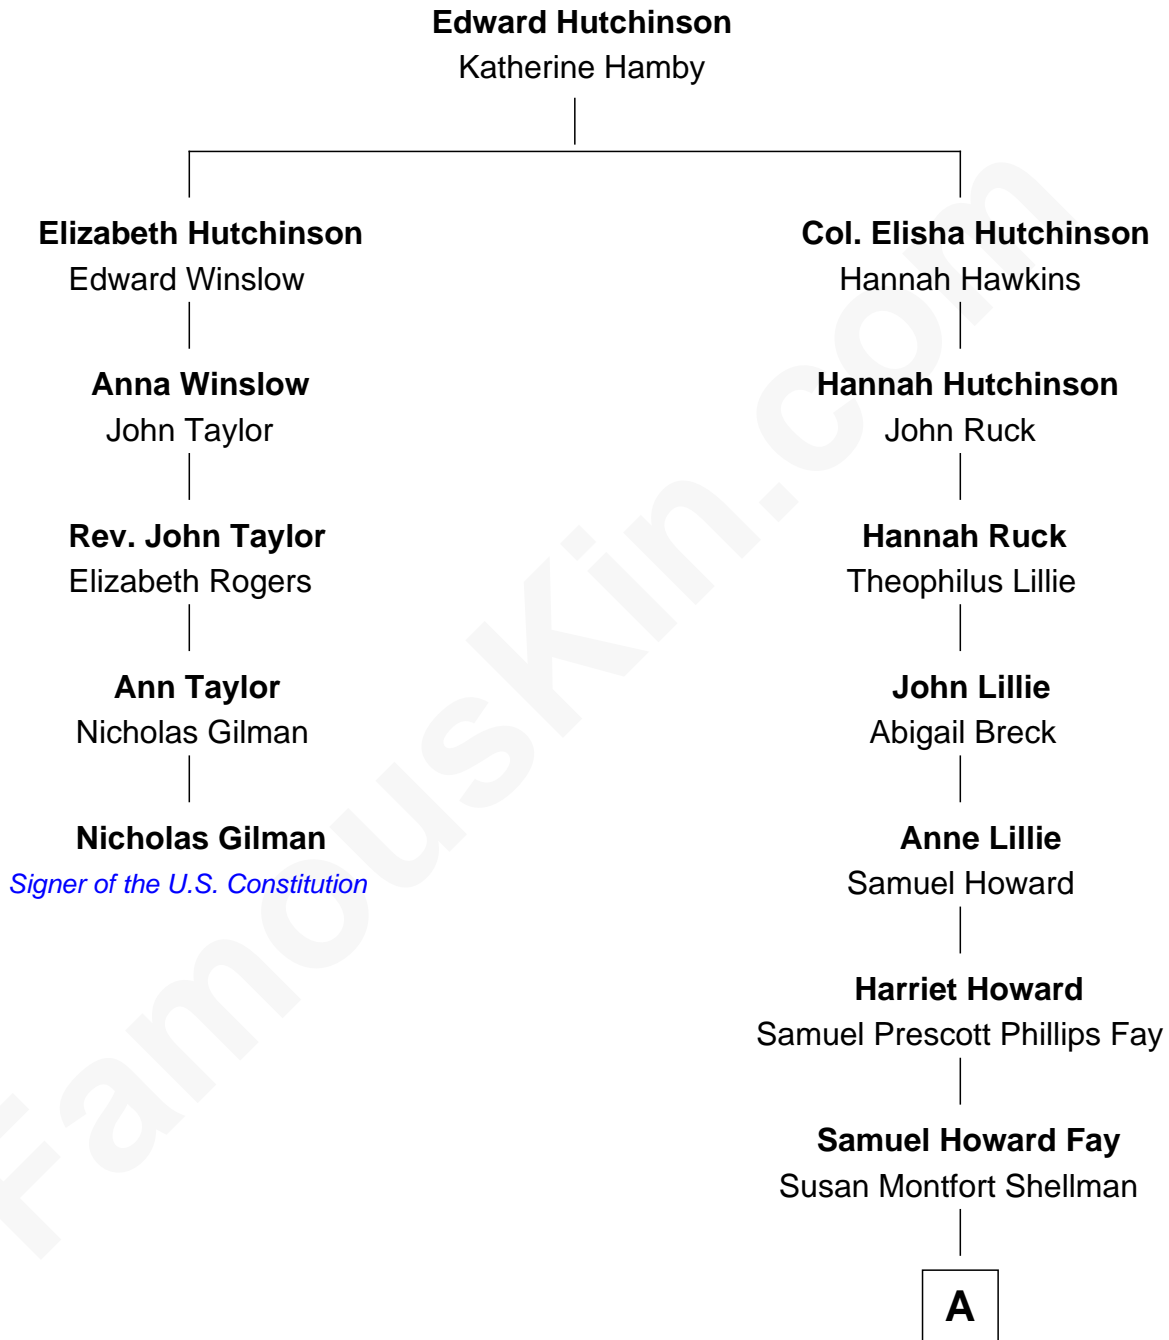 Edward Hutchinson
Katherine Hamby
Elizabeth Hutchinson
Edward Winslow
Anna Winslow
John Taylor
Rev. John Taylor
Elizabeth Rogers
Ann Taylor
Nicholas Gilman
Nicholas Gilman
Signer of the U.S. Constitution
Col. Elisha Hutchinson
Hannah Hawkins
Hannah Hutchinson
John Ruck
Hannah Ruck
Theophilus Lillie
John Lillie
Abigail Breck
Anne Lillie
Samuel Howard
Harriet Howard
Samuel Prescott Phillips Fay
Samuel Howard Fay
Susan Montfort Shellman
A
FamousKin.com